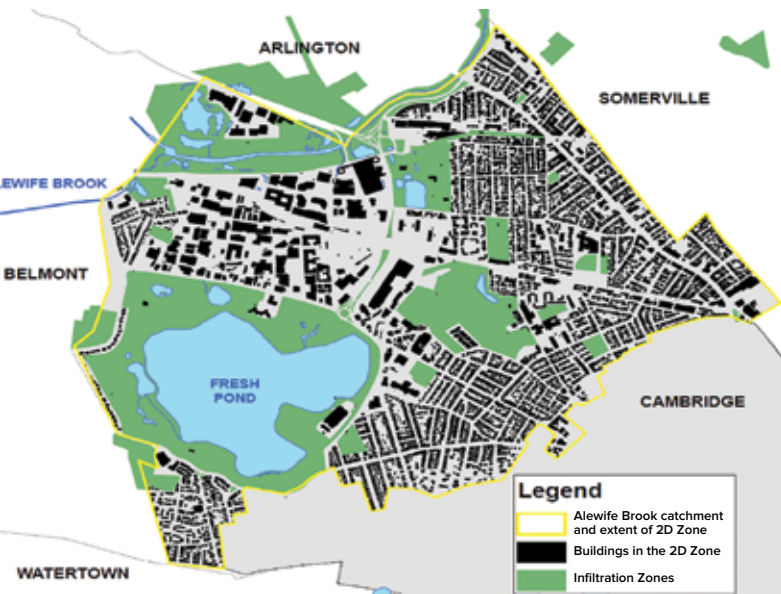 ARLINGTON
SOMERVILLE
LEWIFE BROOK
BELMONT
FRESH
POND
CAMBRIDGE
WATERTOWN
Legend
Alewife Brook catchment
and extent of 2D Zone
Buildings in the 2D Zone
Infiltration Zones